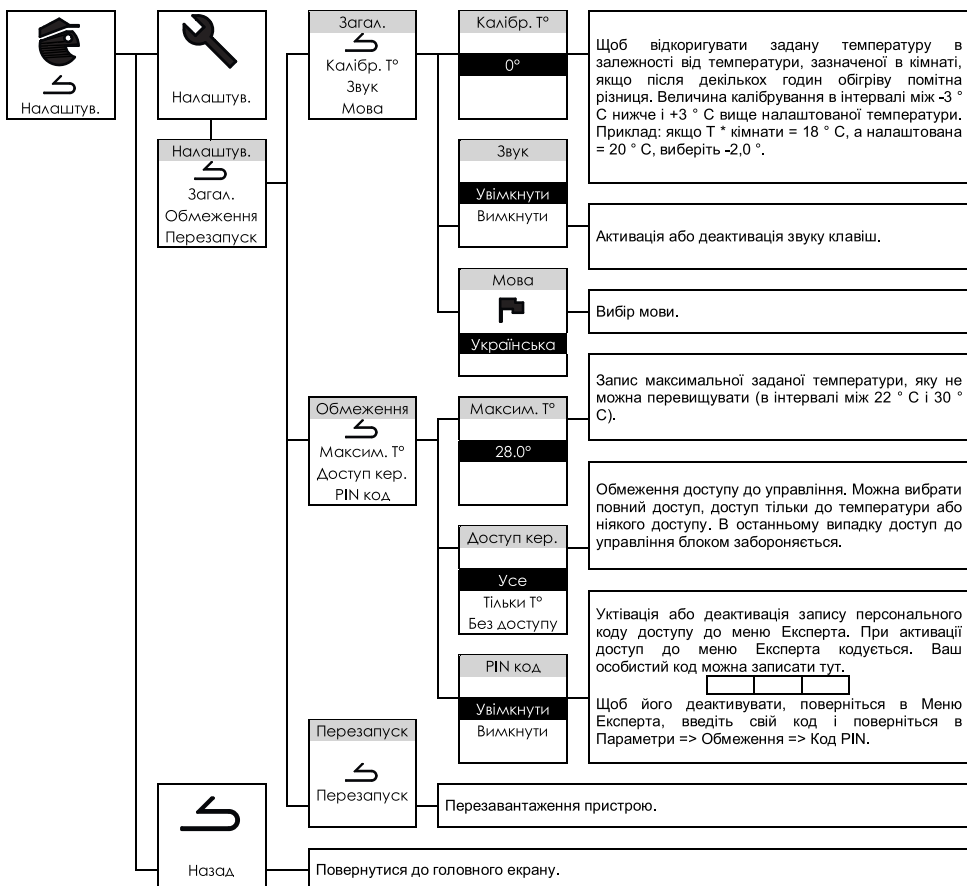 Налаштув.
Налаштув.
Налаштув.
Загал.
Обмеження
Перезапуск
Загал.
Калібр. Т°
Звук
Мова
Калібр. Т°
0°
Щоб відкоригувати задану температуру в
залежності від температури, зазначеної в кімнаті,
якщо після декількох годин обігріву помітна
різниця. Величина калібрування в інтервалі між -3 °
С нижче і +3 ° С вище налаштованої температури.
Приклад: якщо Т * кімнати = 18 ° С, а налаштована
= 20 ° С, виберіть -2,0 °.
Звук
Увімкнути
Вимкнути
Активація або деактивація звуку клавіш.
Мова
Українська
Вибір мови.
Обмеження
Максим. Т°
Доступ кер.
PIN код
Максим. Т°
28.0°
Запис максимальної заданої температури, яку не
можна перевищувати (в інтервалі між 22 ° С і 30 °
С).
Доступ кер.
Усе
Тільки Т°
Без доступу
Обмеження доступу до управління. Можна вибрати
повний доступ, доступ тільки до температури або
ніякого доступу. В останньому випадку доступ до
управління блоком забороняється.
PIN код
Увімкнути
Вимкнути
Уктівація або деактивація запису персонального
коду доступу до меню Експерта. При активації
доступ до меню Експерта кодується. Ваш
особистий код можна записати тут.
Щоб його деактивувати, поверніться в Меню
Експерта, введіть свій код і поверніться в
Параметри => Обмеження => Код PIN.
Перезапуск
Перезапуск
Перезавантаження пристрою.
Назад
Повернутися до головного екрану.